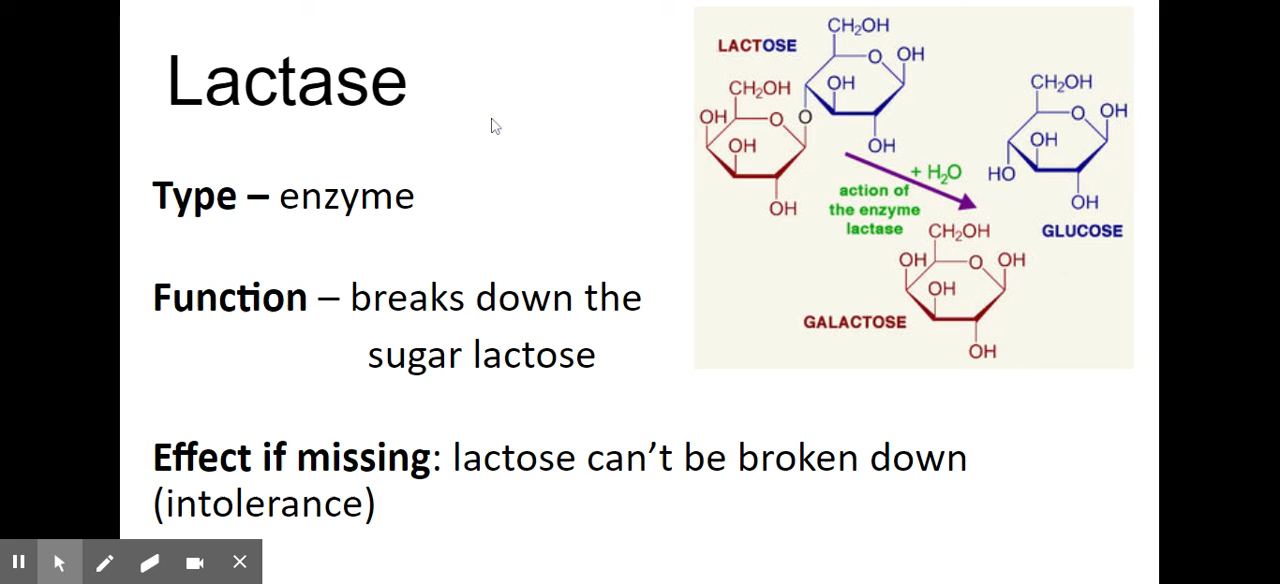 Lactase
Type – enzyme
Function – breaks down the
sugar lactose
Effect if missing: lactose can’t be broken down
(intolerance)
LACTOSE
CH₂OH
O
OH
OH
OH
CH₂OH
OH
O
O
OH
OH
+ H₂O
action of
the enzyme
lactase
CH₂OH
O
OH
OH
HO
OH
GLUCOSE
CH₂OH
OH
O
OH
OH
GALACTOSE
OH